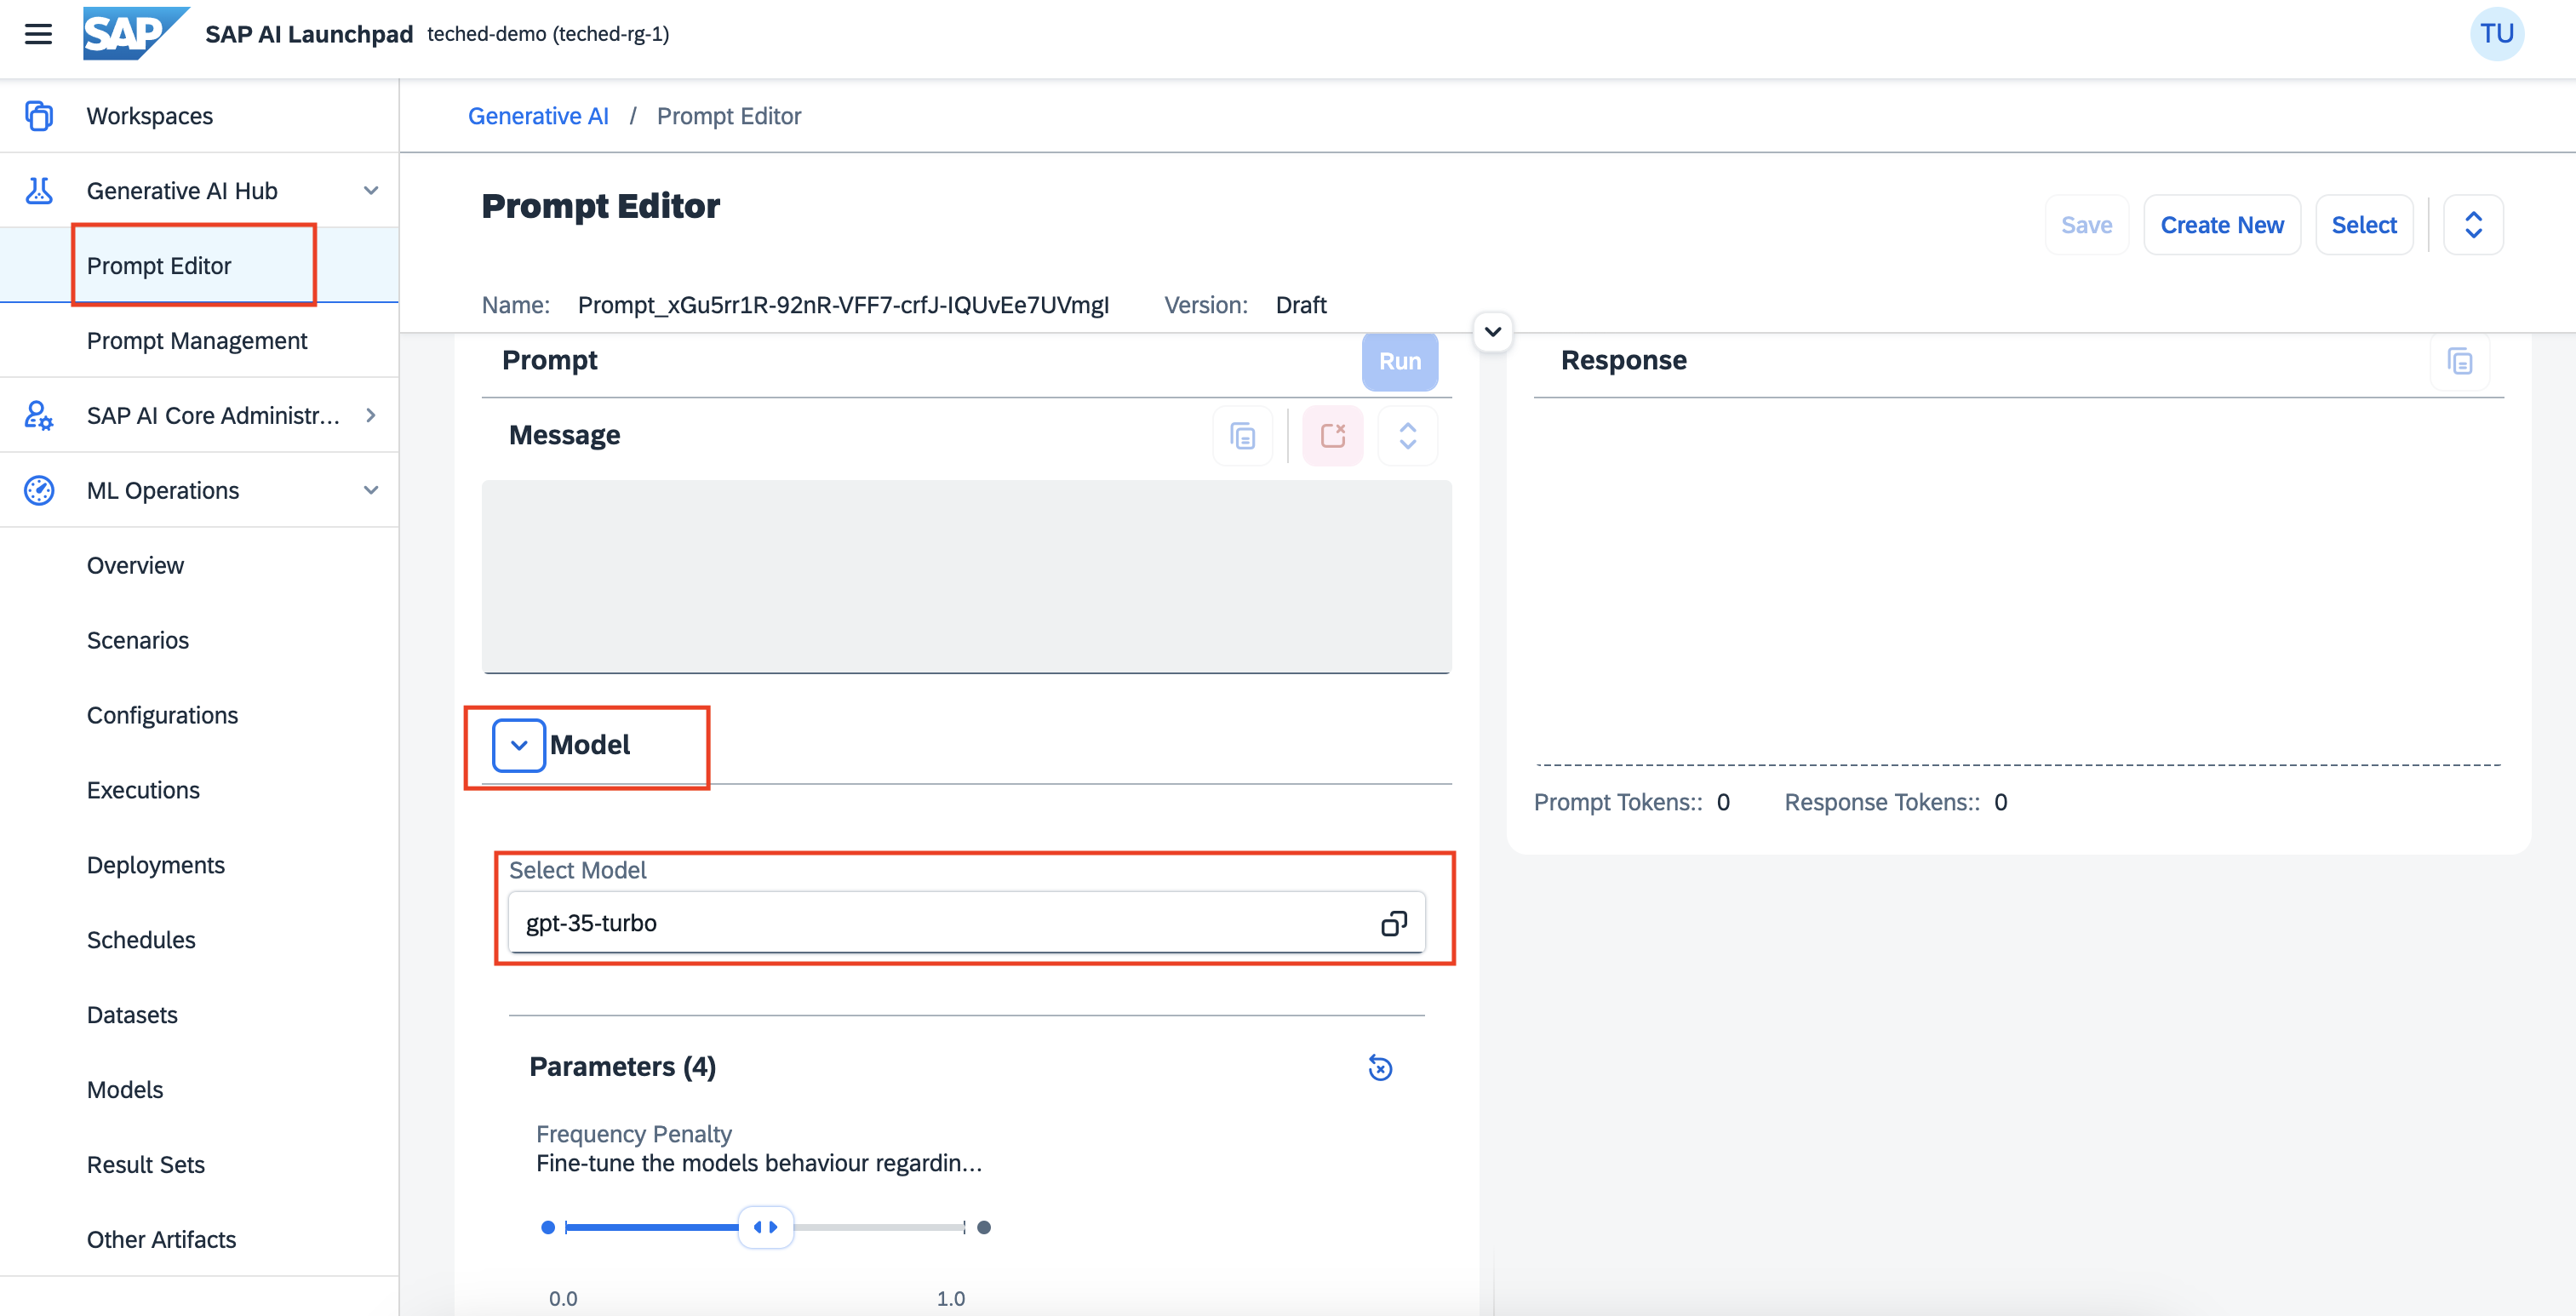 SAP SAP AI Launchpad teched-demo (teched-rg-1) TU
Workspaces
Generative AI Hub
Prompt Editor
Prompt Management
SAP AI Core Administr...
ML Operations
Overview
Scenarios
Configurations
Executions
Deployments
Schedules
Datasets
Models
Result Sets
Other Artifacts
Generative AI / Prompt Editor
Prompt Editor
Save Create New Select
Name: Prompt_xGu5rr1R-92nR-VFF7-crfJ-IQUvEe7UVmgI Version: Draft
Prompt Run
Message
Model
Select Model
gpt-35-turbo
Parameters (4)
Frequency Penalty
Fine-tune the models behaviour regardin...
0.0 1.0
Response
Prompt Tokens:: 0 Response Tokens:: 0